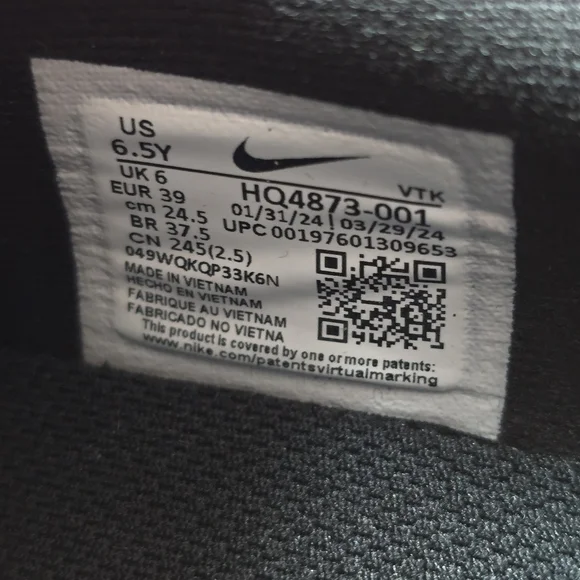 US
6.5Y
UK 6
EUR 39
cm 24.5
BR 37.5
CN 245(2.5)
049WQKQP33K6N
VTK
HQ4873-001
01/31/24 | 03/29/24
UPC 00197601309653
MADE IN VIETNAM
HECHO EN VIETNAM
FABRIQUE AU VIETNAM
FABRICADO NO VIETNA
This product is covered by one or more patents:
www.nike.com/patentsvirtualmarking